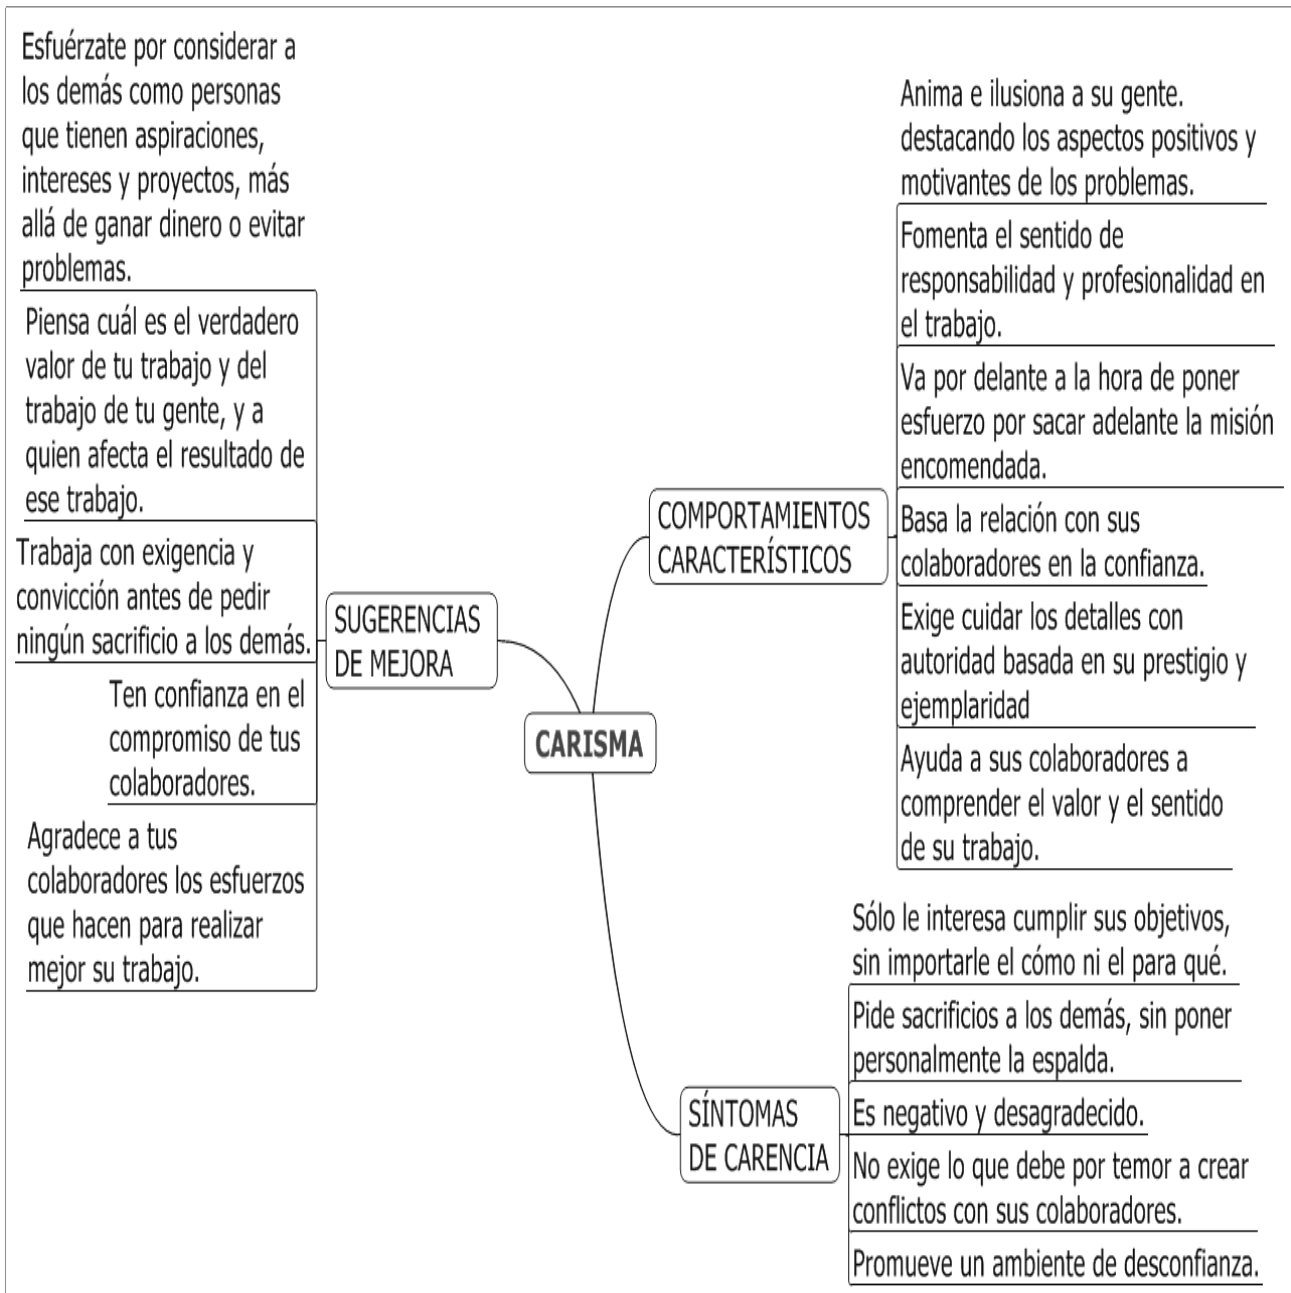 Esfuérzate por considerar a
los demás como personas
que tienen aspiraciones,
intereses y proyectos, más
allá de ganar dinero o evitar
problemas.
Piensa cuál es el verdadero
valor de tu trabajo y del
trabajo de tu gente, y a
quien afecta el resultado de
ese trabajo.
Trabaja con exigencia y
convicción antes de pedir
ningún sacrificio a los demás.
Ten confianza en el
compromiso de tus
colaboradores.
Agradece a tus
colaboradores los esfuerzos
que hacen para realizar
mejor su trabajo.
SUGERENCIAS
DE MEJORA
CARISMA
COMPORTAMIENTOS
CARACTERÍSTICOS
Anima e ilusiona a su gente.
destacando los aspectos positivos y
motivantes de los problemas.
Fomenta el sentido de
responsabilidad y profesionalidad en
el trabajo.
Va por delante a la hora de poner
esfuerzo por sacar adelante la misión
encomendada.
Basa la relación con sus
colaboradores en la confianza.
Exige cuidar los detalles con
autoridad basada en su prestigio y
ejemplaridad
Ayuda a sus colaboradores a
comprender el valor y el sentido
de su trabajo.
SÍNTOMAS
DE CARENCIA
Sólo le interesa cumplir sus objetivos,
sin importarle el cómo ni el para qué.
Pide sacrificios a los demás, sin poner
personalmente la espalda.
Es negativo y desagradecido.
No exige lo que debe por temor a crear
conflictos con sus colaboradores.
Promueve un ambiente de desconfianza.